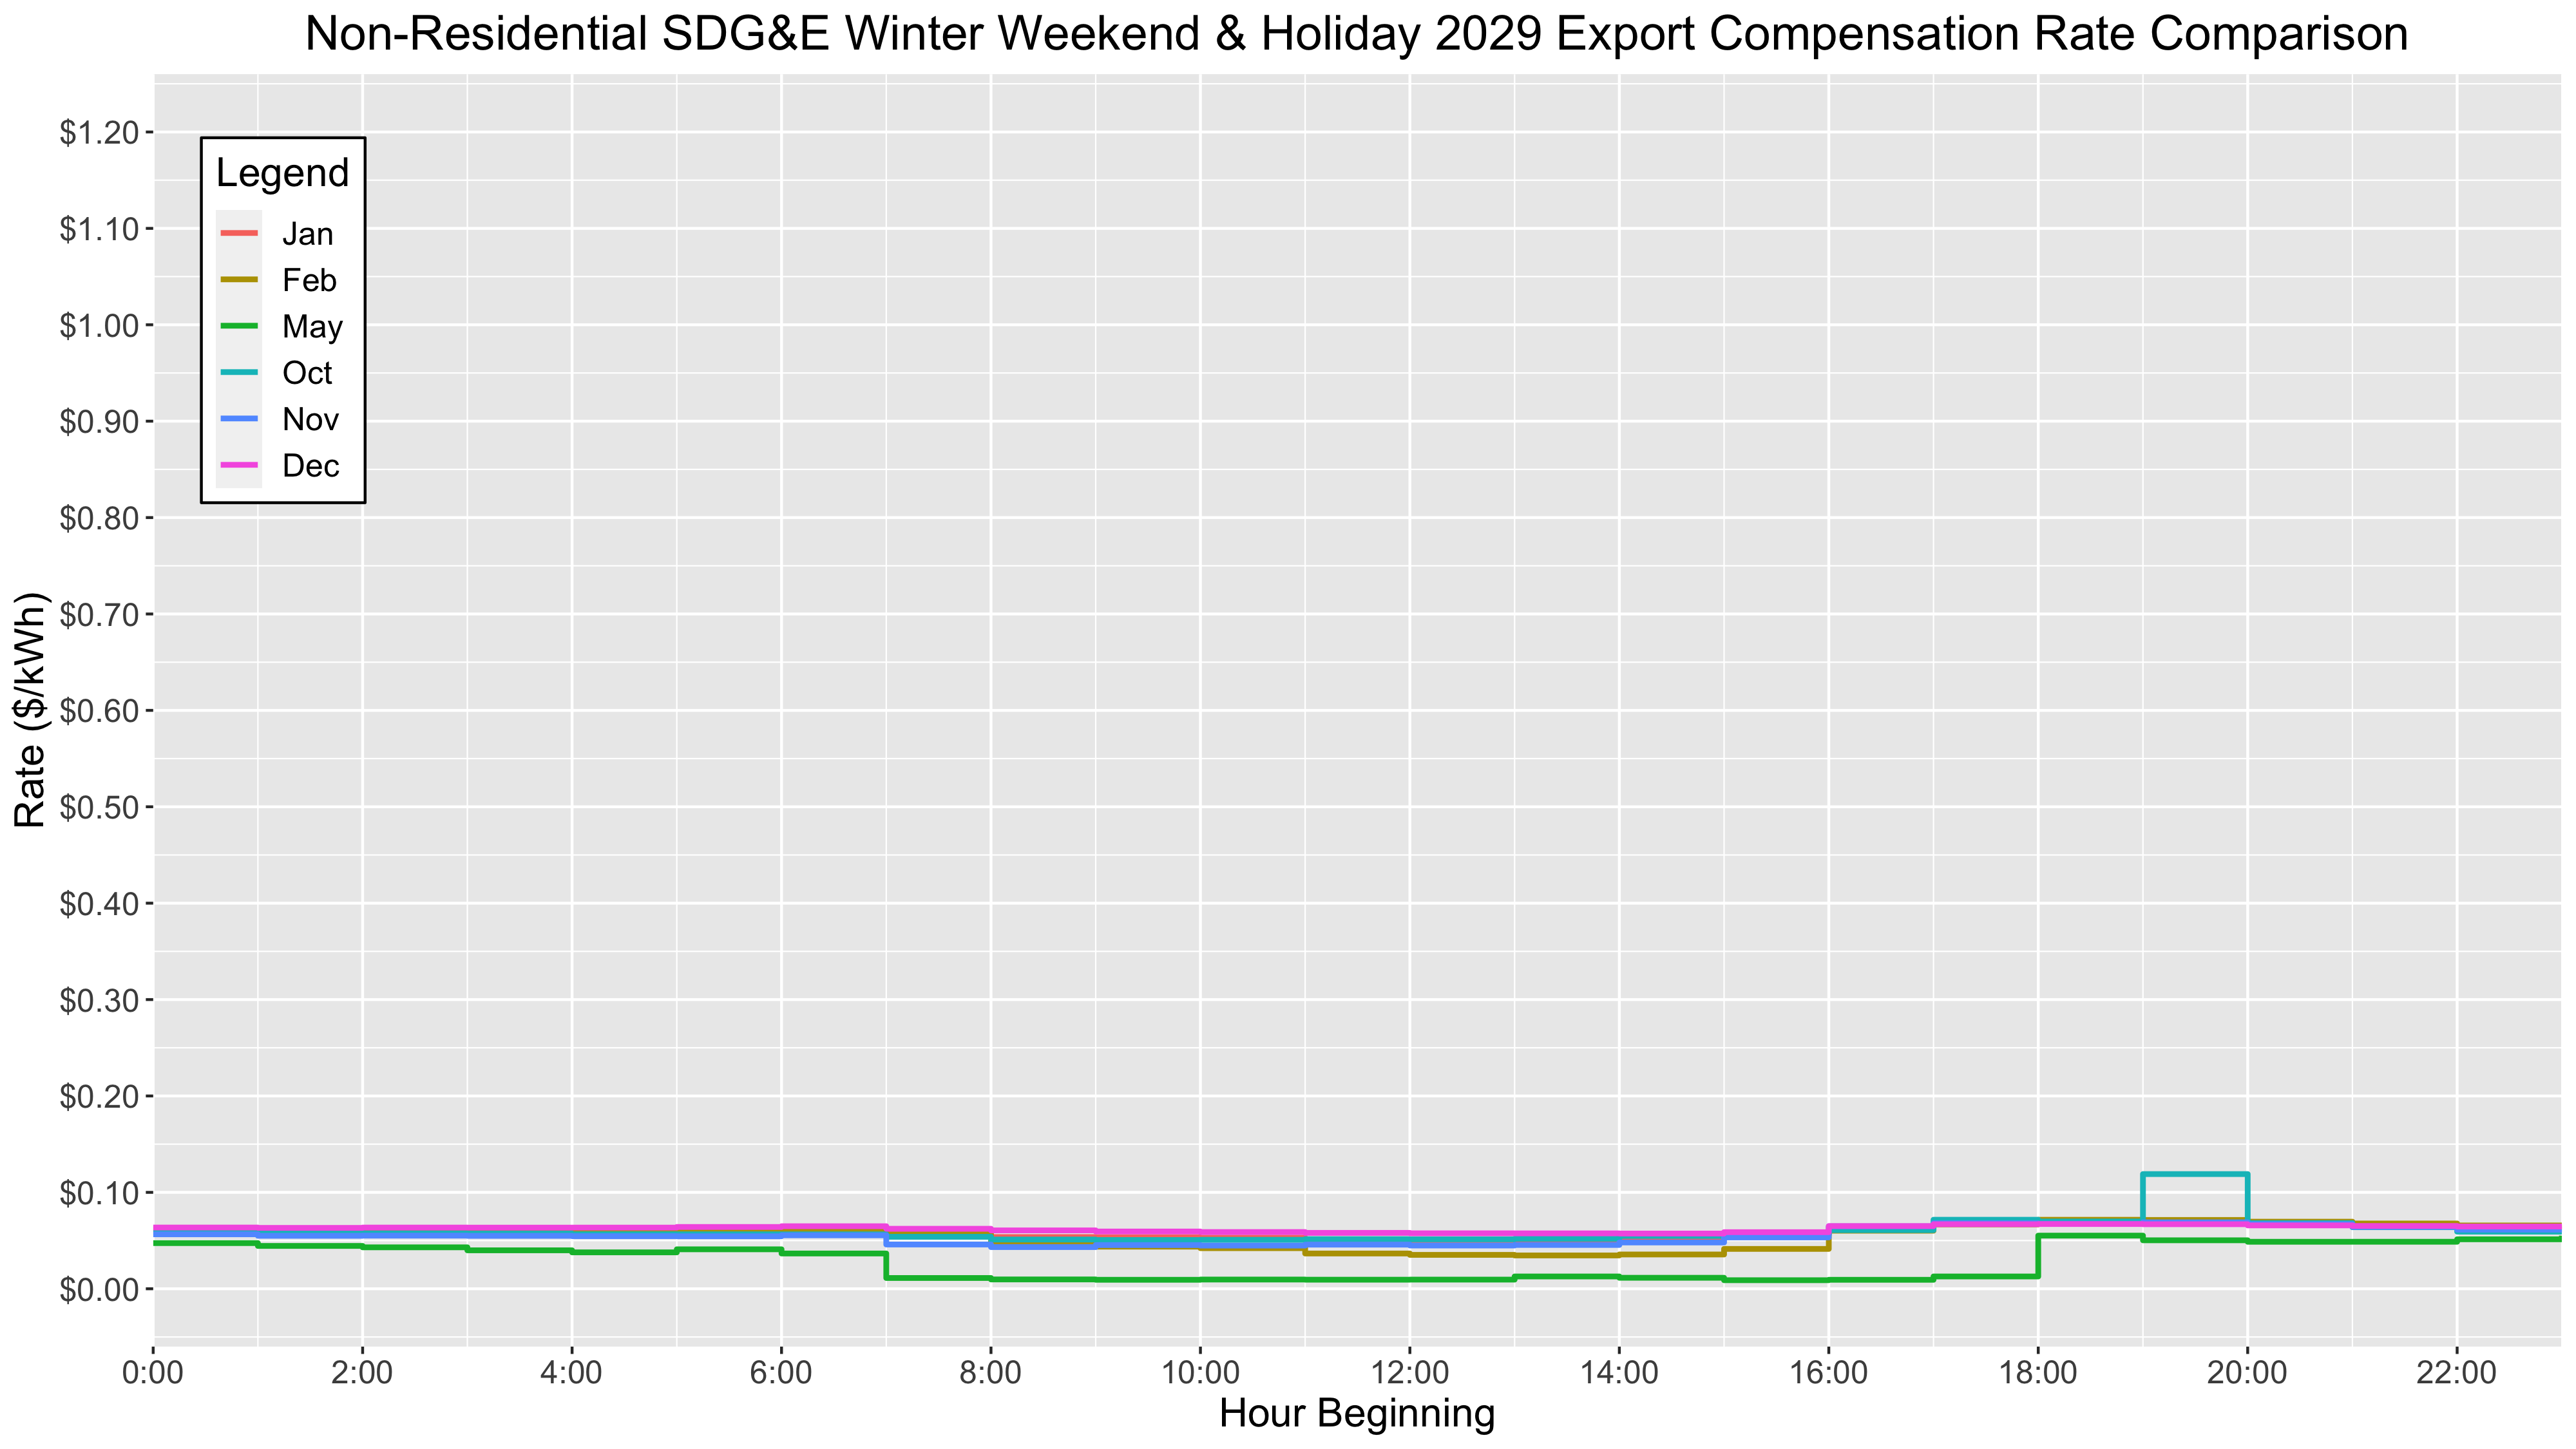 Non-Residential SDG&E Winter Weekend & Holiday 2029 Export Compensation Rate Comparison
Legend
Jan
Feb
May
Oct
Nov
Dec
Rate ($/kWh)
$1.20
$1.10
$1.00
$0.90
$0.80
$0.70
$0.60
$0.50
$0.40
$0.30
$0.20
$0.10
$0.00
0:00 2:00 4:00 6:00 8:00 10:00 12:00 14:00 16:00 18:00 20:00 22:00
Hour Beginning